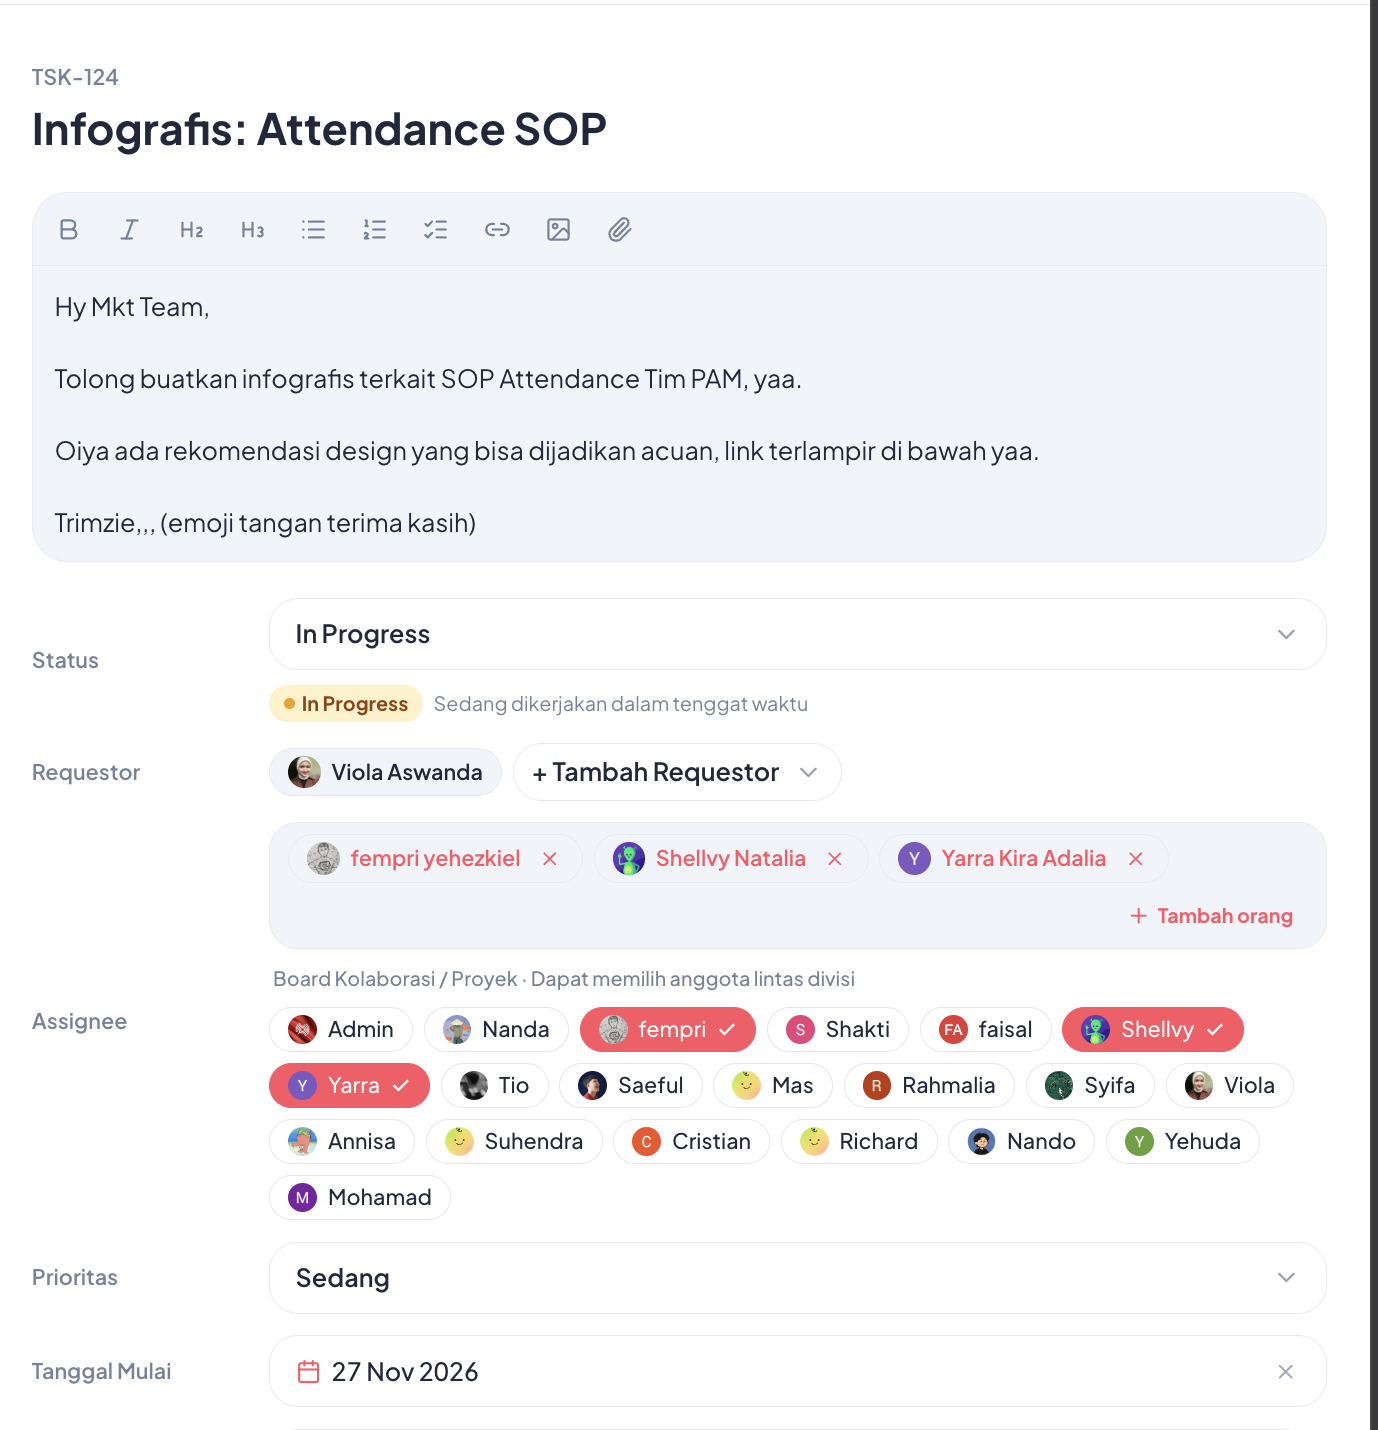 TSK-124
Infografis: Attendance SOP
B I H2 H3
Hy Mkt Team,
Tolong buatkan infografis terkait SOP Attendance Tim PAM, yaa.
Oiya ada rekomendasi design yang bisa dijadikan acuan, link terlampir di bawah yaa.
Trimzie,,, (emoji tangan terima kasih)
Status
In Progress
In Progress Sedang dikerjakan dalam tenggat waktu
Requestor
Viola Aswanda + Tambah Requestor
fempri yehezkiel Shellvy Natalia Y Yarra Kira Adalia
+ Tambah orang
Board Kolaborasi / Proyek · Dapat memilih anggota lintas divisi
Assignee
Admin Nanda fempri S Shakti FA faisal Shellvy
Y Yarra Tio Saeful Mas R Rahmalia Syifa Viola
Annisa Suhendra C Cristian Richard Nando Y Yehuda
M Mohamad
Prioritas
Sedang
Tanggal Mulai
27 Nov 2026